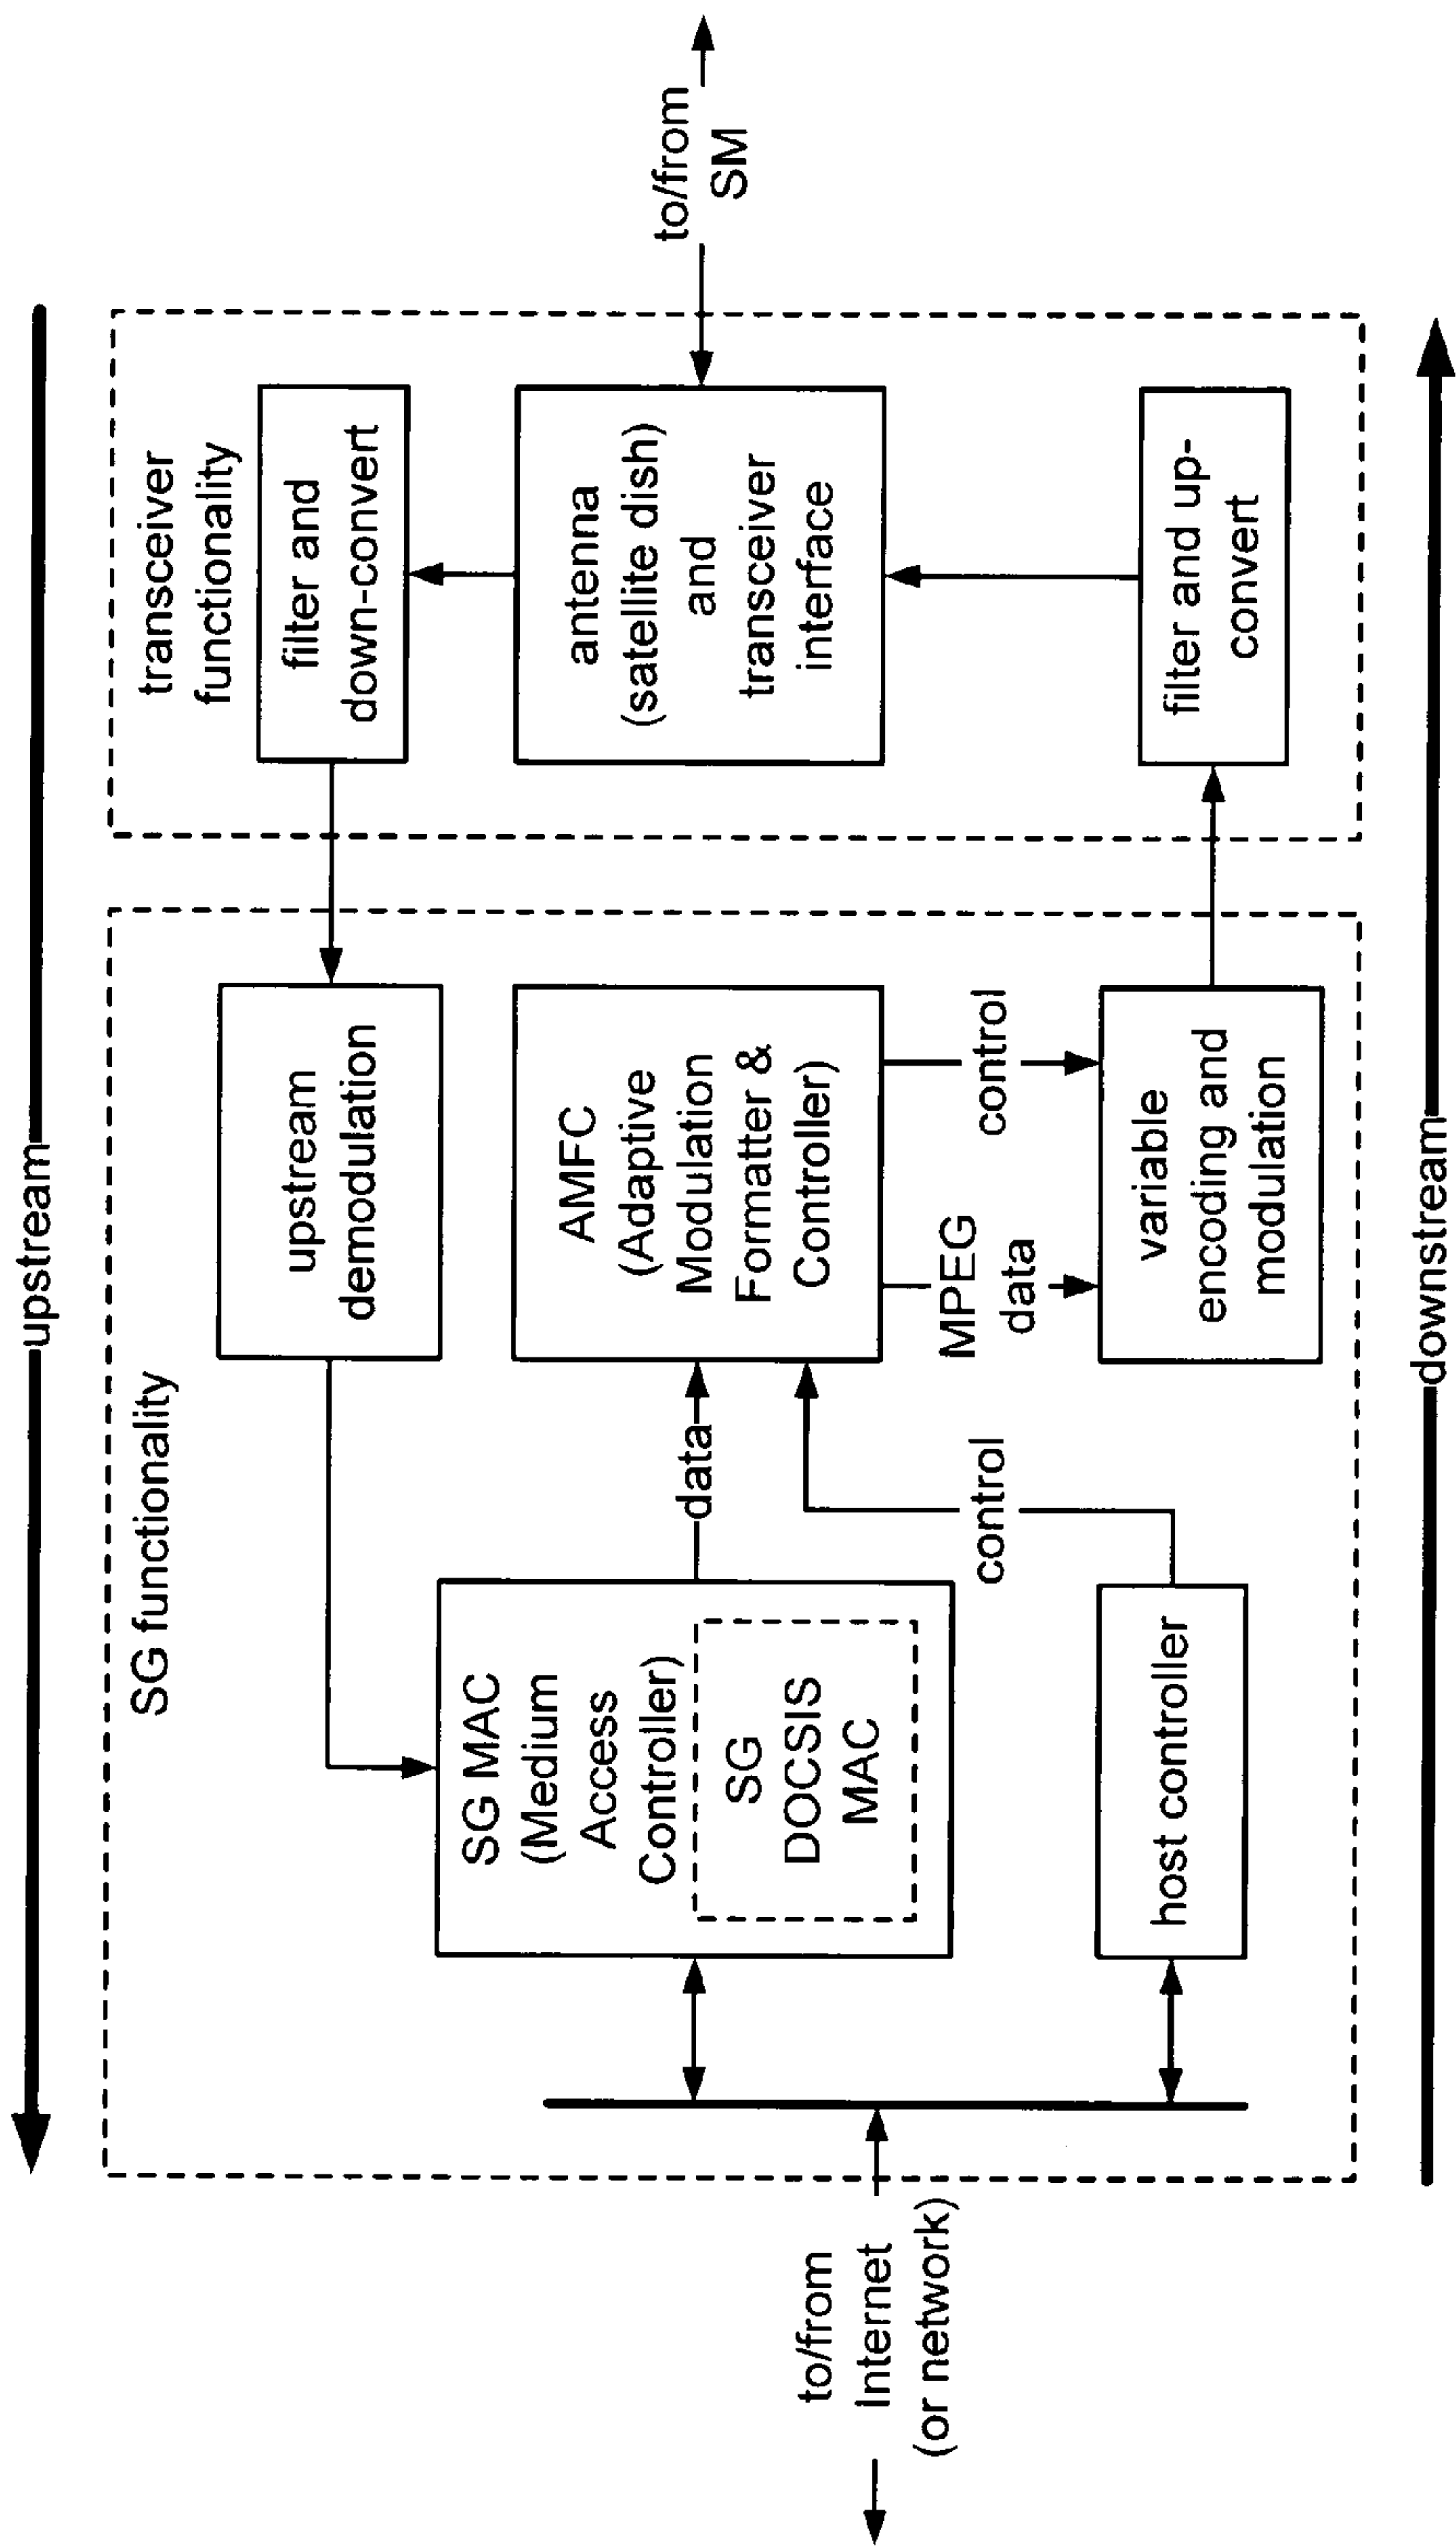 upstream
SG functionality
transceiver
functionality
upstream
demodulation
filter and
down-convert
SG MAC
(Medium
Access
Controller)
SG
DOCSIS
MAC
data
AMFC
(Adaptive
Modulation
Formatter &
Controller)
antenna
(satellite dish)
and
transceiver
interface
to/from
SM
to/from
Internet
(or network)
control
MPEG
data
control
host controller
variable
encoding and
modulation
filter and up-
convert
downstream